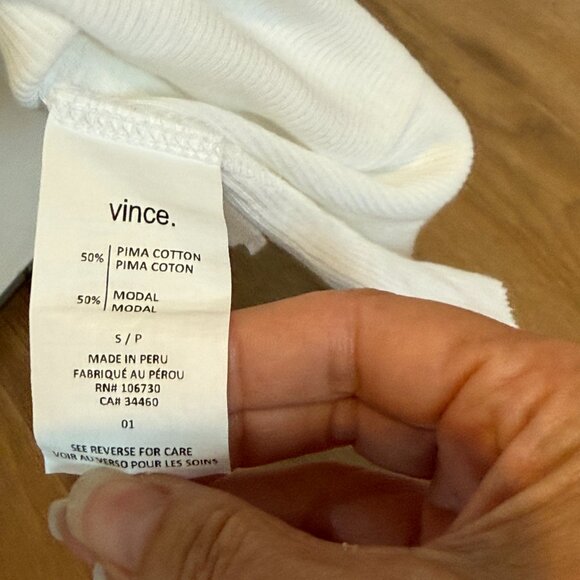 vince.
50% PIMA COTTON
PIMA COTON
50% MODAL
MODAL
S / P
MADE IN PERU
FABRIQUÉ AU PÉROU
RN# 106730
CA# 34460
01
SEE REVERSE FOR CARE
VOIR AU VERSO POUR LES SOINS